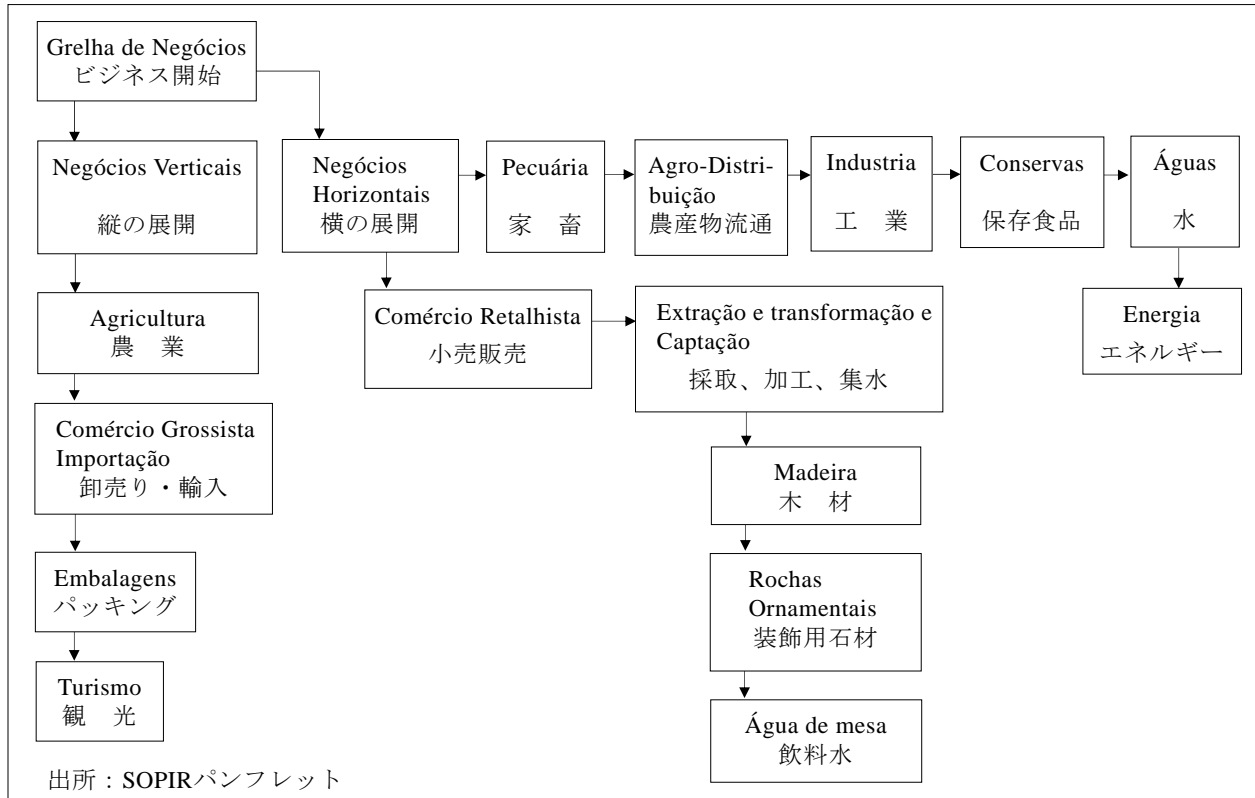 Grelha de Negócios
ビジネス開始
Negócios Verticais
縦の展開
Negócios
Horizontais
横の展開
Pecuária
家 畜
Agro-Distri-
buição
農産物流通
Industria
工 業
Conservas
保存食品
Águas
水
Agricultura
農 業
Comércio Retalhista
小売販売
Extração e transformação e
Captação
採取、加工、集水
Energia
エネルギー
Comércio Grossista
Importação
卸売り・輸入
Madeira
木 材
Embalagens
パッキング
Rochas
Ornamentais
装飾用石材
Turismo
観 光
Água de mesa
飲料水
出所：SOPIRパンフレット